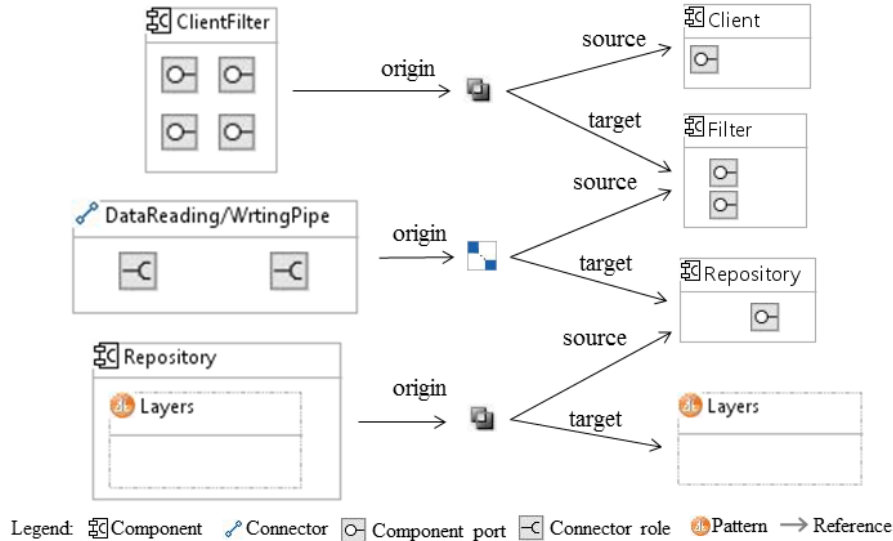 ClientFilter
Client
origin
source
target
Filter
DataReading/WrtingPipe
origin
source
target
Repository
Repository
Layers
origin
source
target
Layers
Legend: Component Connector Component port Connector role Pattern Reference